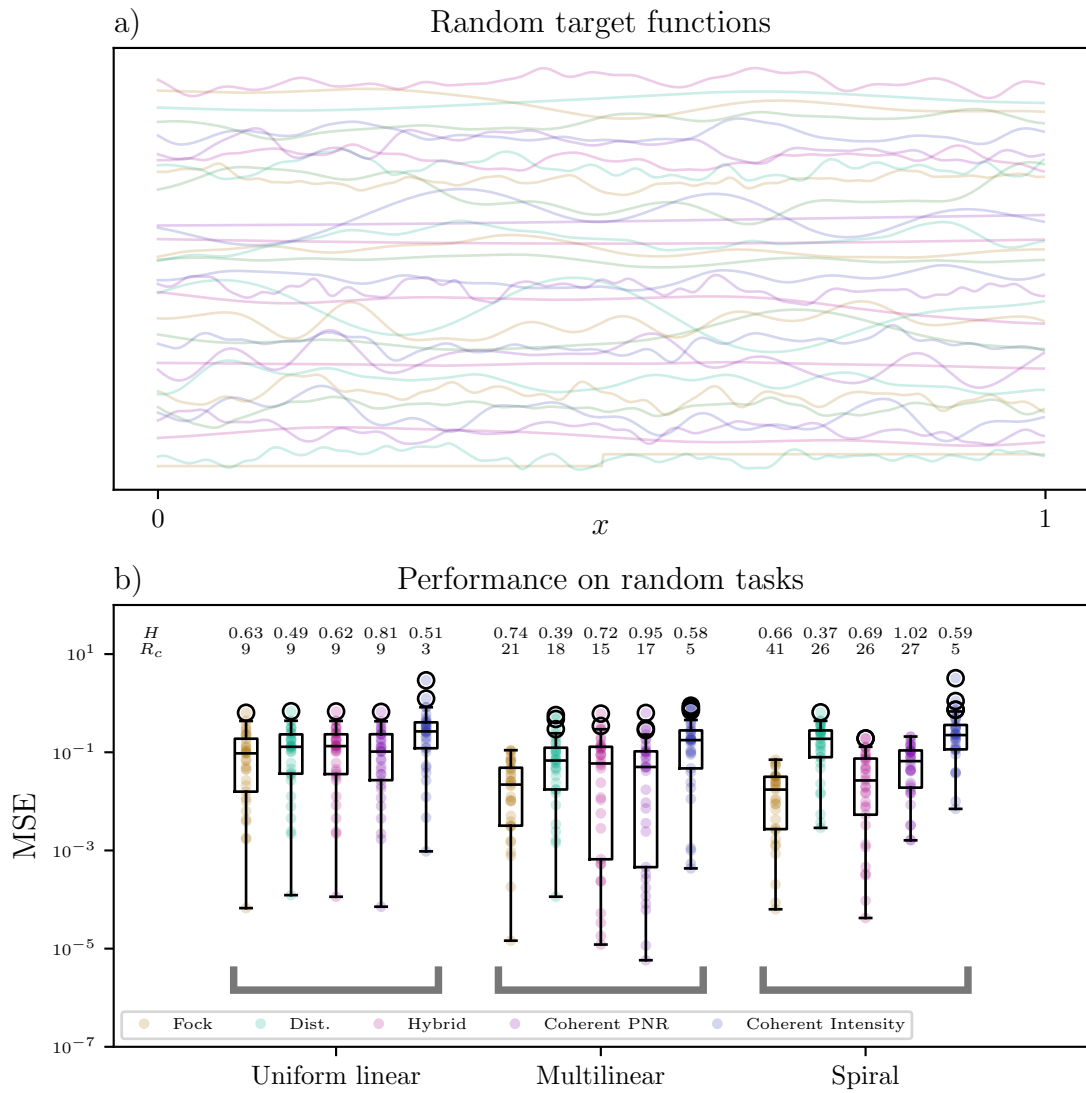 a) Random target functions
0 x 1
b) Performance on random tasks
H 0.63 0.49 0.62 0.81 0.51 0.74 0.39 0.72 0.95 0.58 0.66 0.37 0.69 1.02 0.59
R_c 9 9 9 9 3 21 18 15 17 5 41 26 26 27 5
10^1
10^−1
10^−3
10^−5
10^−7
MSE
Fock Dist. Hybrid Coherent PNR Coherent Intensity
Uniform linear Multilinear Spiral